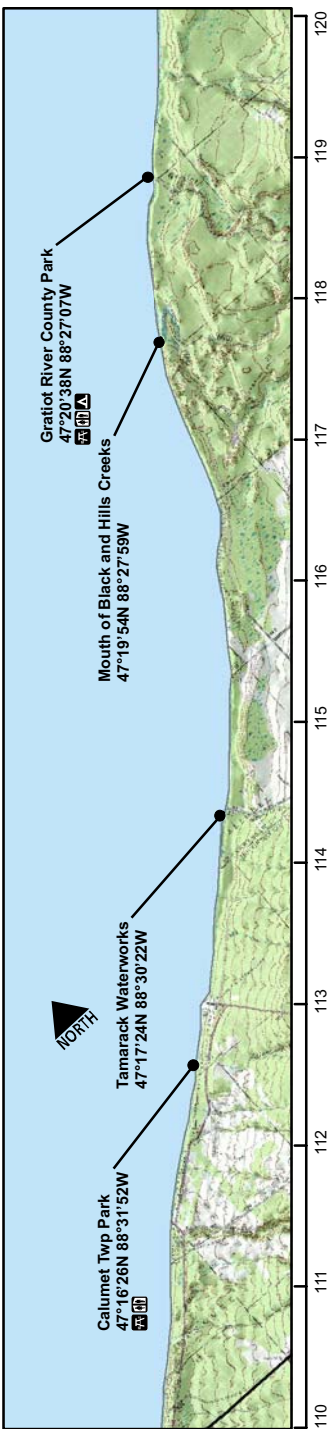 Gratiot River County Park
47°20'38N 88°27'07W
Mouth of Black and Hills Creeks
47°19'54N 88°27'59W
Tamarack Waterworks
47°17'24N 88°30'22W
Calumet Twp Park
47°16'26N 88°31'52W
NORTH
110
111
112
113
114
115
116
117
118
119
120